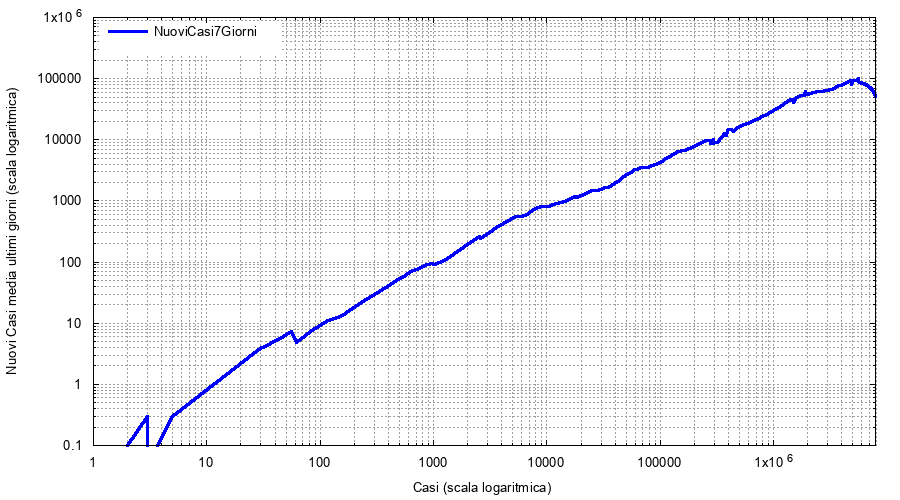 1x10 6
NuoviCasi7Giorni
100000
10000
1000
100
10
1
0.1
Nuovi Casi media ultimi giorni (scala logaritmica)
1 10 100 1000 10000 100000 1x10 6
Casi (scala logaritmica)